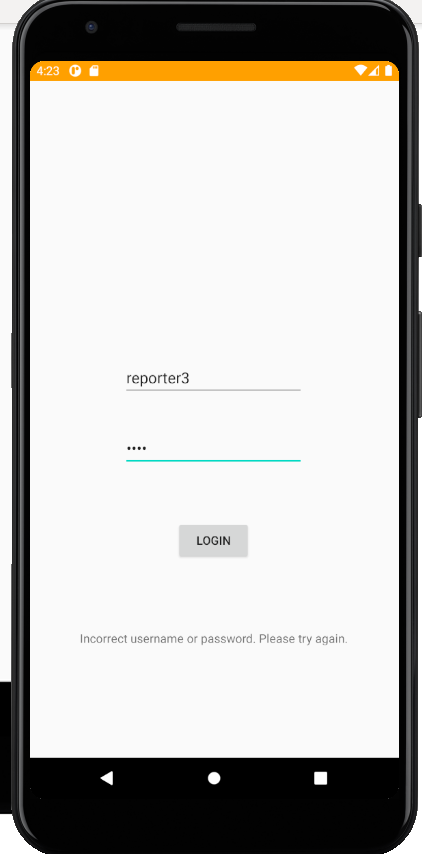 4:23
reporter3
••••
LOGIN
Incorrect username or password. Please try again.